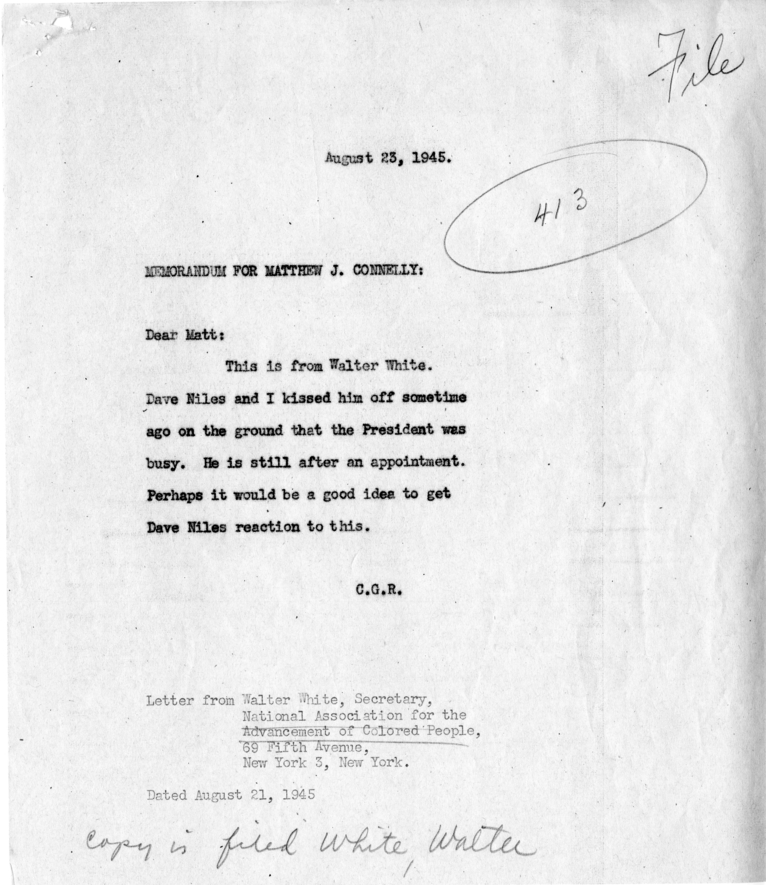 File
August 23, 1945.
413
MEMORANDUM FOR MATTHEW J. CONNELLY:
Dear Matt:
This is from Walter White.
Dave Niles and I kissed him off sometime
ago on the ground that the President was
busy. He is still after an appointment.
Perhaps it would be a good idea to get
Dave Niles reaction to this.
C.G.R.
Letter from Walter White, Secretary,
National Association for the
Advancement of Colored People,
69 Fifth Avenue,
New York 3, New York.
Dated August 21, 1945
copy is filed White, Walter